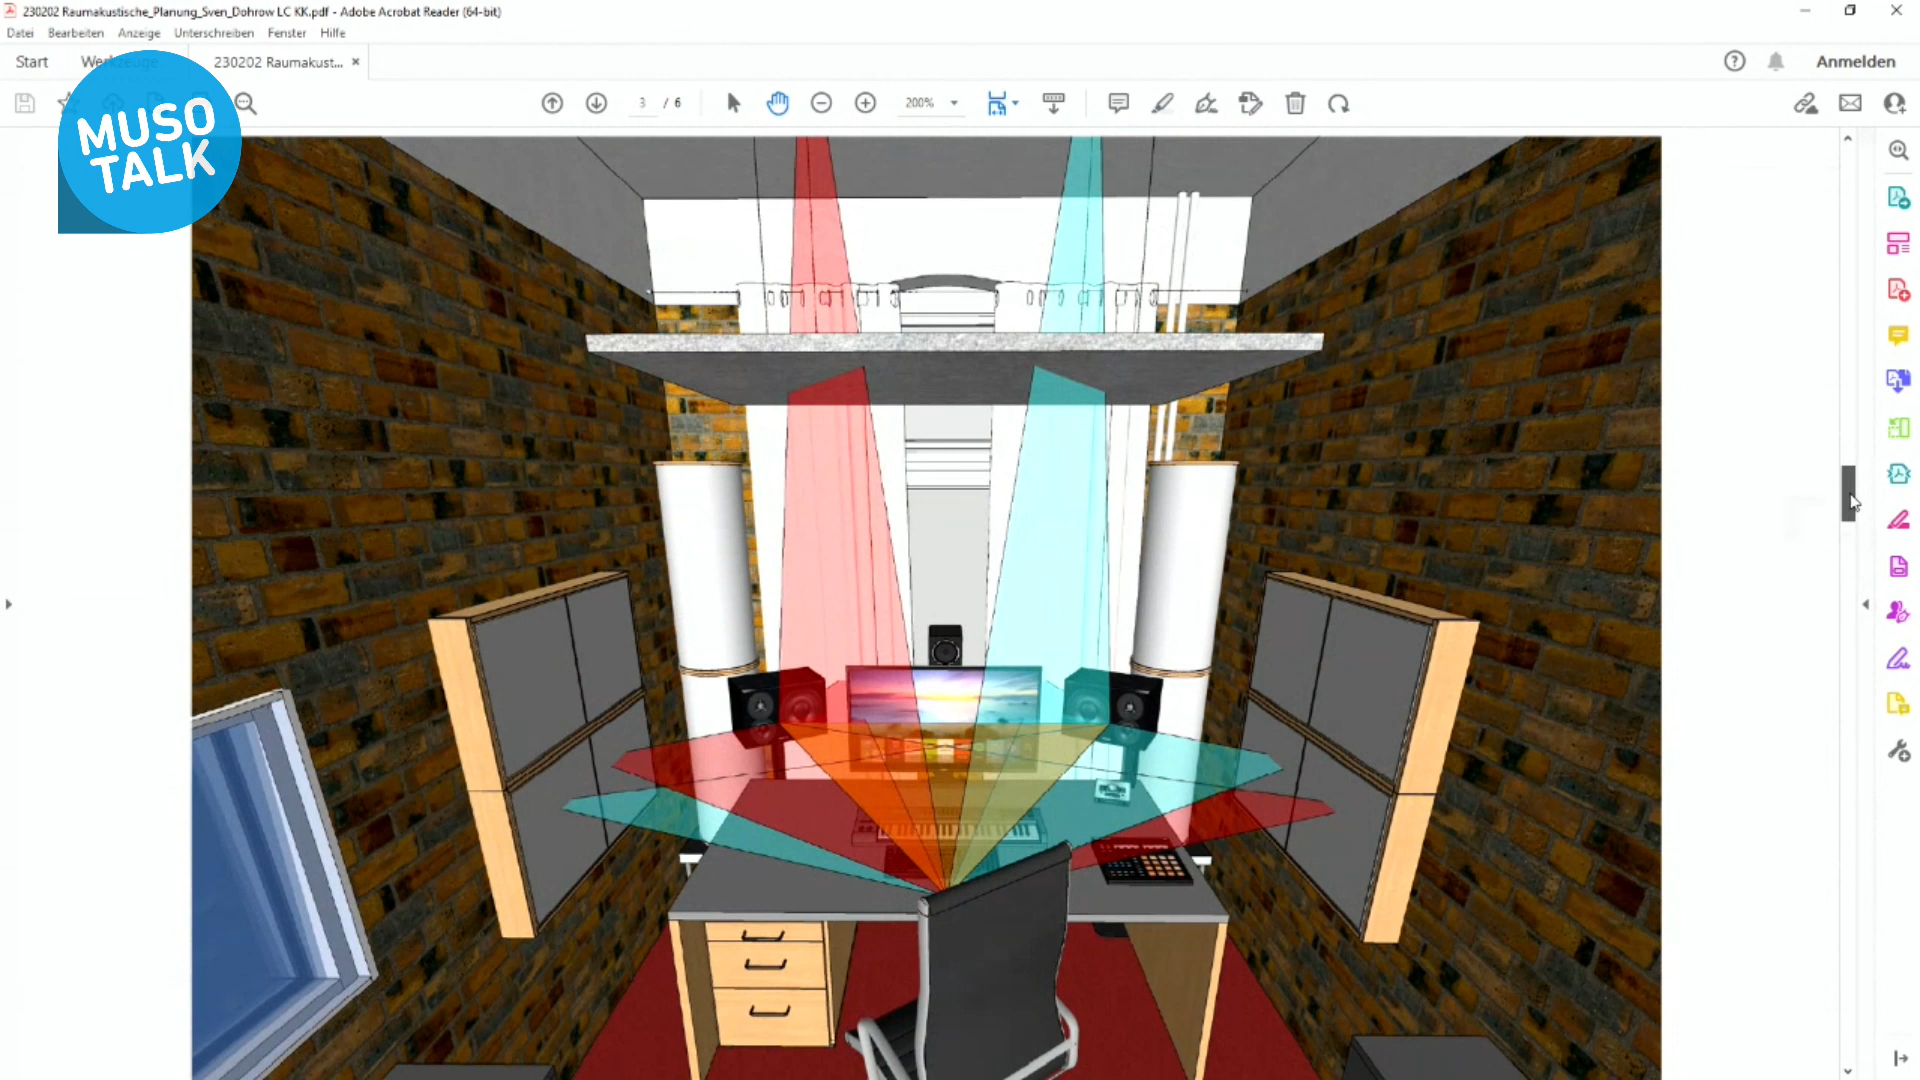 230202 Raumakustische_Planung_Sven_Dohrow LC KK.pdf - Adobe Acrobat Reader (64-bit)
Datei Bearbeiten Anzeige Unterschreiben Fenster Hilfe
Start Werkzeuge 230202 Raumakust... × Anmelden
3 / 6 200%
MUSO
TALK